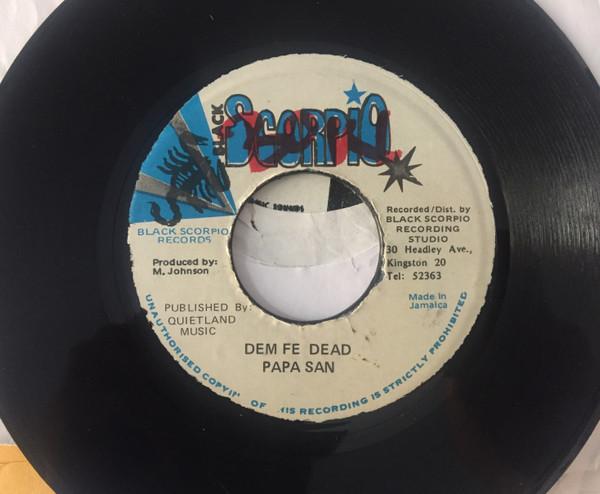 BLACK
SCORPIO
BLACK SCORPIO
RECORDS
Produced by:
M. Johnson
PUBLISHED By:
QUIETLAND
MUSIC
Recorded/Dist. by
BLACK SCORPIO
RECORDING
STUDIO
30 Headley Ave.,
Kingston 20
Tel: 52363
Made in
Jamaica
DEM FE DEAD
PAPA SAN
UNAUTHORISED OF RECORDING IS STRICTLY PROHIBITED